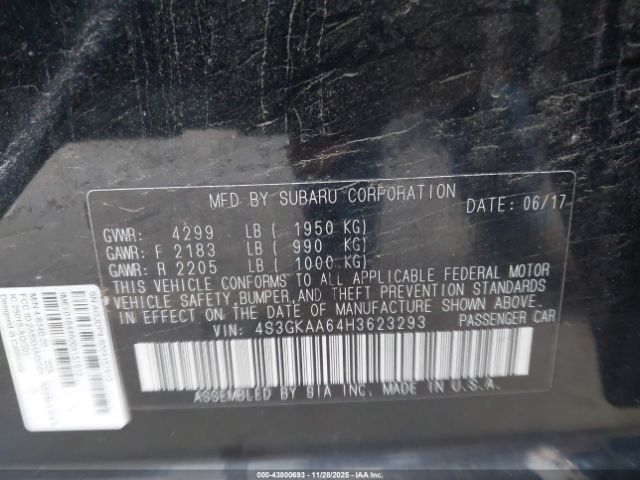 MFD BY SUBARU CORPORATION
DATE: 06/17
GVWR: 4299 LB ( 1950 KG)
GAWR: F 2183 LB ( 990 KG)
GAWR: R 2205 LB ( 1000 KG)
THIS VEHICLE CONFORMS TO ALL APPLICABLE FEDERAL MOTOR
VEHICLE SAFETY,BUMPER,AND THEFT PREVENTION STANDARDS
IN EFFECT ON THE DATE OF MANUFACTURE SHOWN ABOVE.
VIN: 4S3GKAA64H3623293 PASSENGER CAR
ASSEMBLED BY SIA INC. MADE IN U.S.A.
000-43800693 11/28/2025 - IAAI.COM